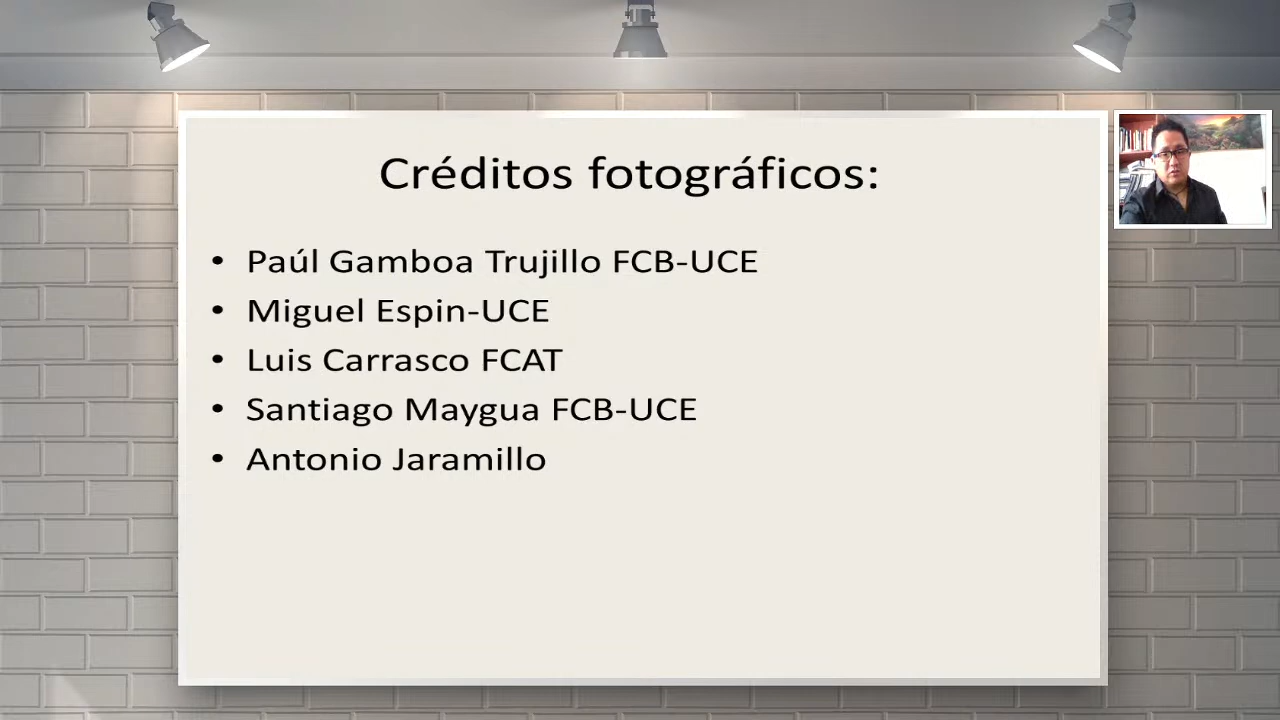 Créditos fotográficos:
• Paúl Gamboa Trujillo FCB-UCE
• Miguel Espin-UCE
• Luis Carrasco FCAT
• Santiago Maygua FCB-UCE
• Antonio Jaramillo